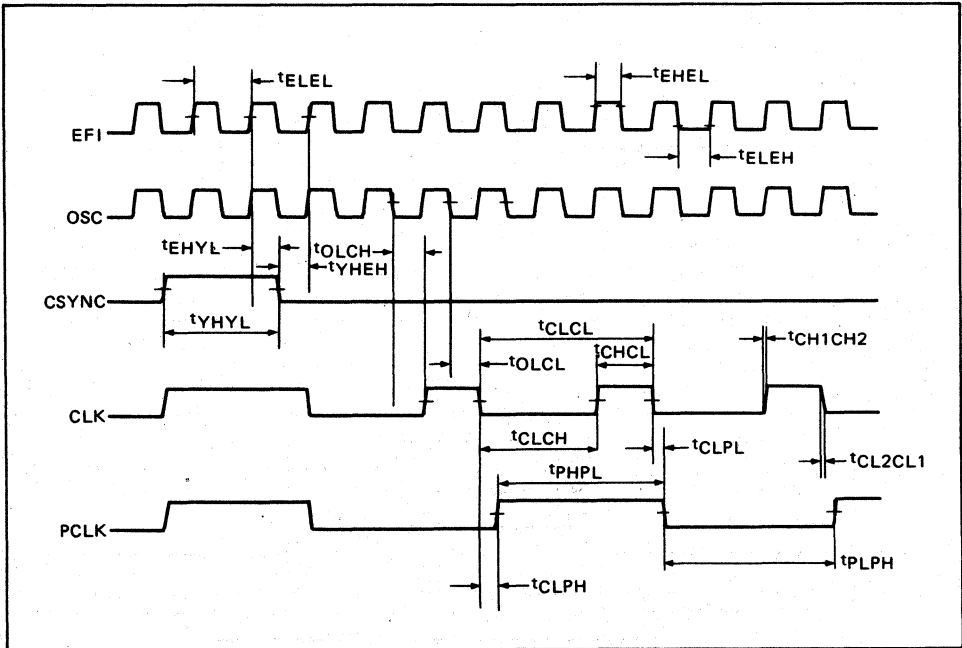 tELEL
tEHEL
EFI
tELEH
OSC
tEHYL
tOLCH
tYHEH
CSYNC
tYHYL
tCLCL
tCH1CH2
tCHCL
tOLCL
CLK
tCLCH
tCLPL
tCL2CL1
tPHPL
PCLK
tPLPH
tCLPH